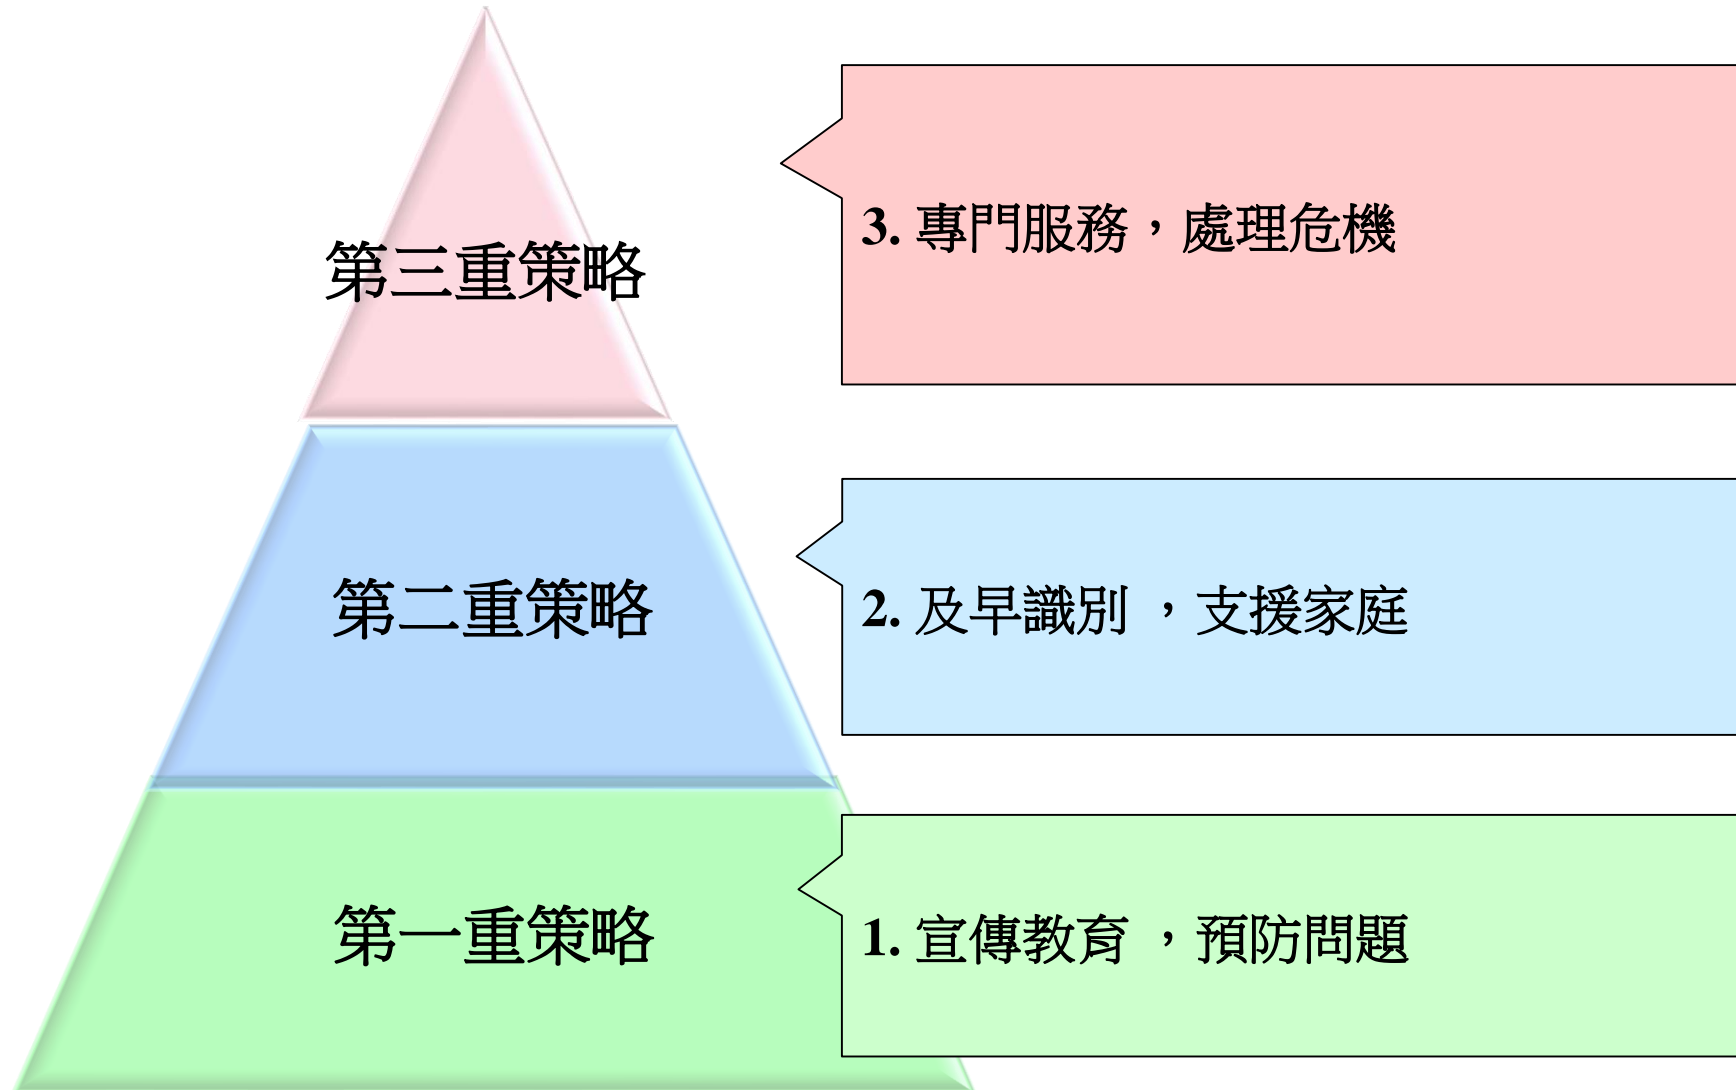 第三重策略
3. 專門服務，處理危機
第二重策略
2. 及早識別 ，支援家庭
第一重策略
1. 宣傳教育 ，預防問題